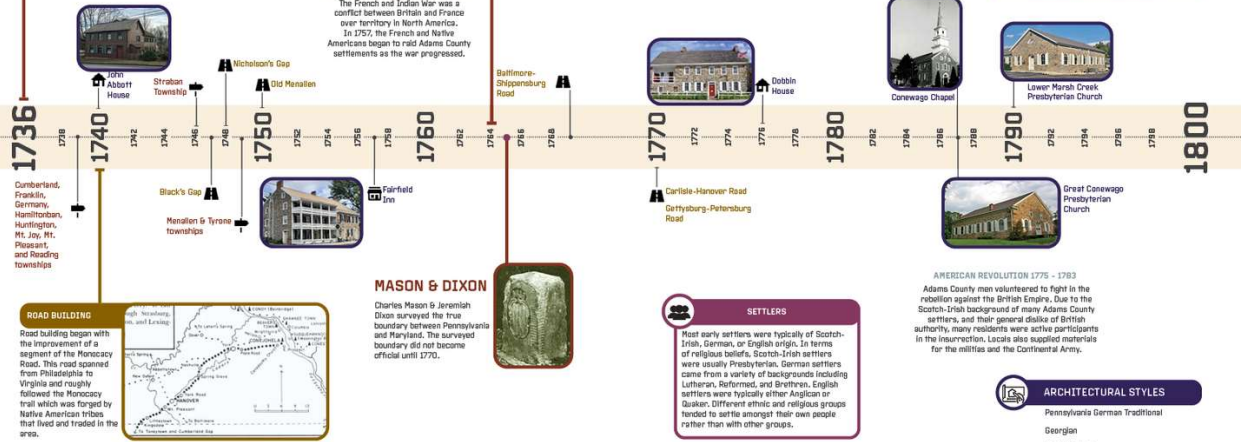 The French and Indian War was a
conflict between Britain and France
over territory in North America.
In 1757, the French and Native
Americans began to raid Adams County
settlements as the war progressed.
John
Abbott
House
Straban
Township
Nicholson's Gap
Old Menallen
Baltimore-
Shippensburg
Road
Dobbin
House
Conewago Chapel
Lower Marsh Creek
Presbyterian Church
1736
1738
1740
1742
1744
1746
1748
1750
1752
1754
1756
1758
1760
1762
1764
1766
1768
1770
1772
1774
1776
1778
1780
1782
1784
1786
1788
1790
1792
1794
1796
1798
1800
Cumberland,
Franklin,
Germany,
Hamiltonban,
Huntington,
Mt. Joy, Mt.
Pleasant,
and Reading
townships
Black's Gap
Menallen & Tyrone
townships
Fairfield
Inn
Carlisle-Hanover Road
Gettysburg-Petersburg
Road
Great Conewago
Presbyterian
Church
MASON & DIXON
Charles Mason & Jeremiah
Dixon surveyed the true
boundary between Pennsylvania
and Maryland. The surveyed
boundary did not become
official until 1770.
AMERICAN REVOLUTION 1775 - 1783
Adams County men volunteered to fight in the
rebellion against the British Empire. Due to the
Scotch-Irish background of many Adams County
settlers, and their general dislike of British
authority, many residents were active participants
in the insurrection. Locals also supplied materials
for the militias and the Continental Army.
ROAD BUILDING
Road building began with
the improvement of a
segment of the Monocacy
Road. This road spanned
from Philadelphia to
Virginia and roughly
followed the Monocacy
trail which was forged by
Native American tribes
that lived and traded in the
area.
ugh Strasburg,
on, and Lexing-
HANOVER
To Taneytown and Cumberland Gap
SETTLERS
Most early settlers were typically of Scotch-
Irish, German, or English origin. In terms
of religious beliefs, Scotch-Irish settlers
were usually Presbyterian. German settlers
came from a variety of backgrounds including
Lutheran, Reformed, and Brethren. English
settlers were typically either Anglican or
Quaker. Different ethnic and religious groups
tended to settle amongst their own people
rather than with other groups.
ARCHITECTURAL STYLES
Pennsylvania German Traditional
Georgian